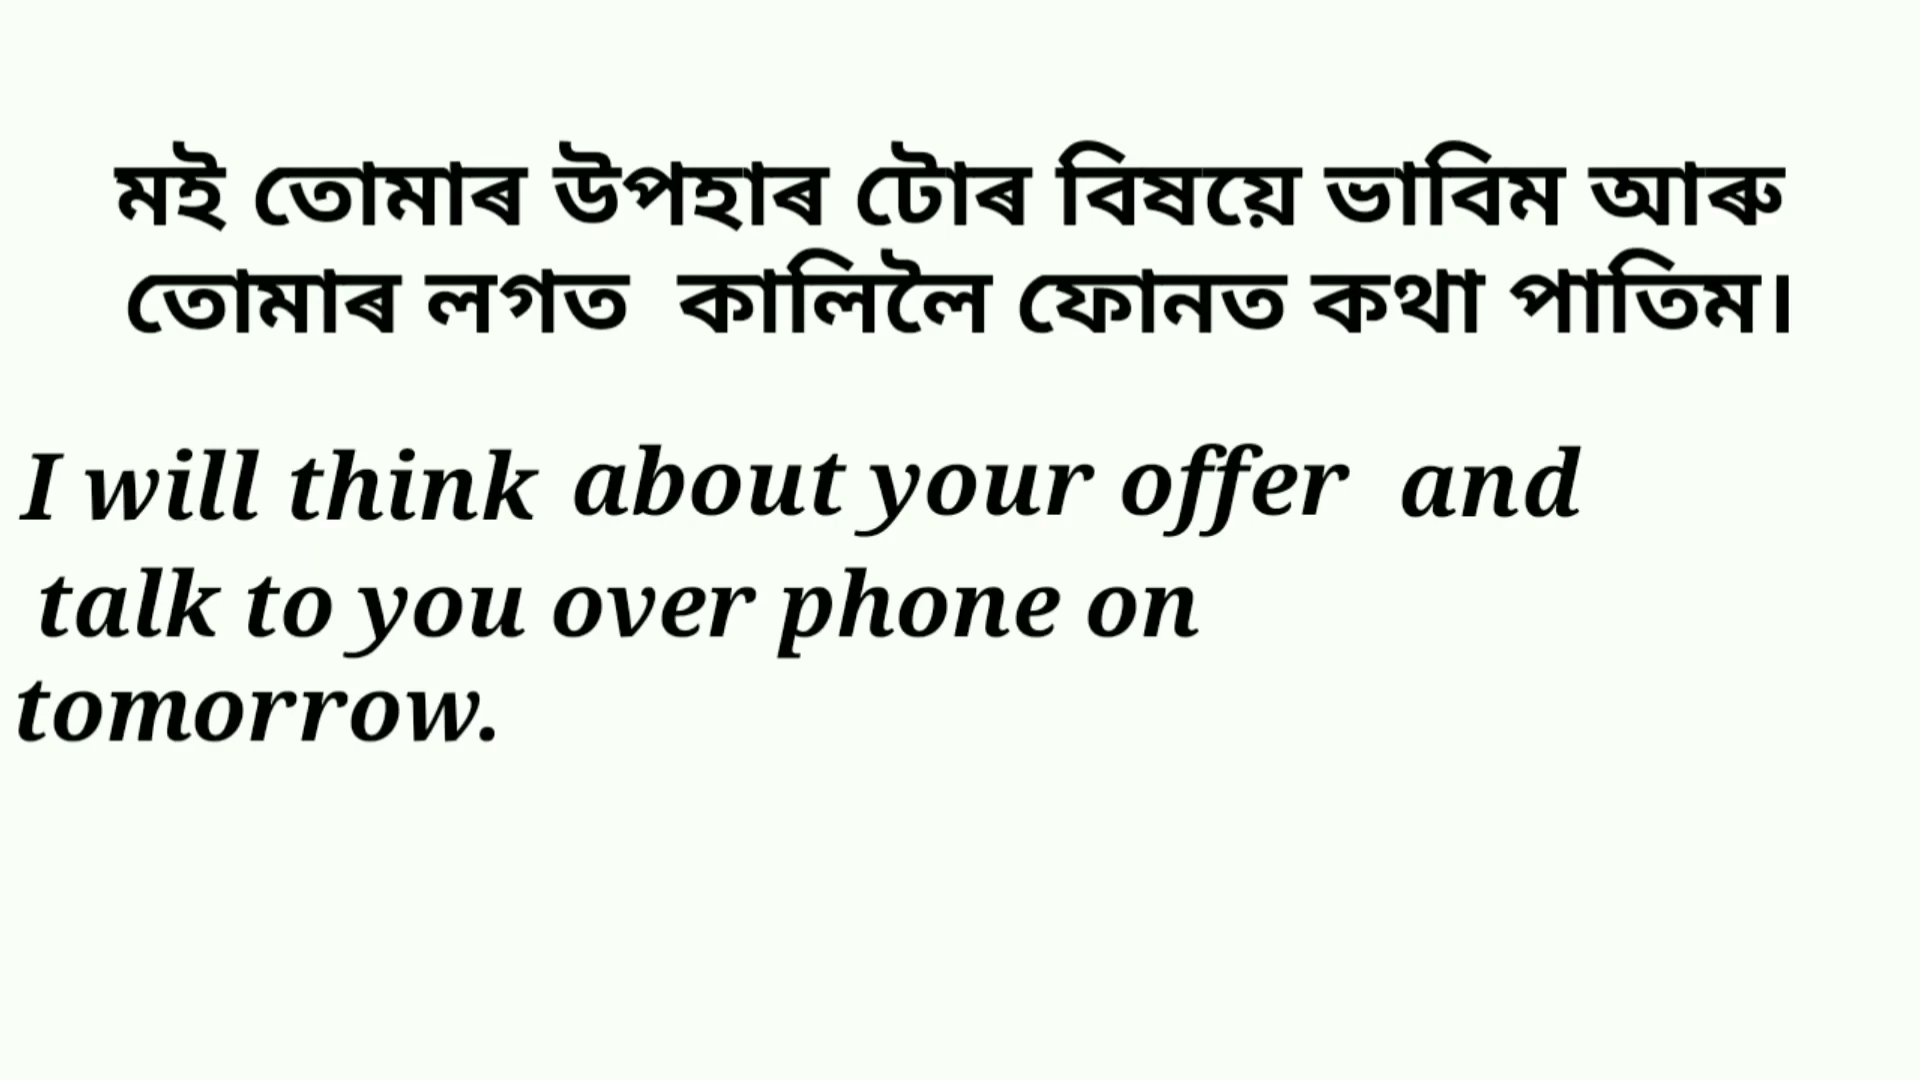 মই তোমাৰ উপহাৰ টোৰ বিষয়ে ভাবিম আৰু
তোমাৰ লগত কালিলৈ ফোনত কথা পাতিম।
I will think about your offer and
talk to you over phone on
tomorrow.